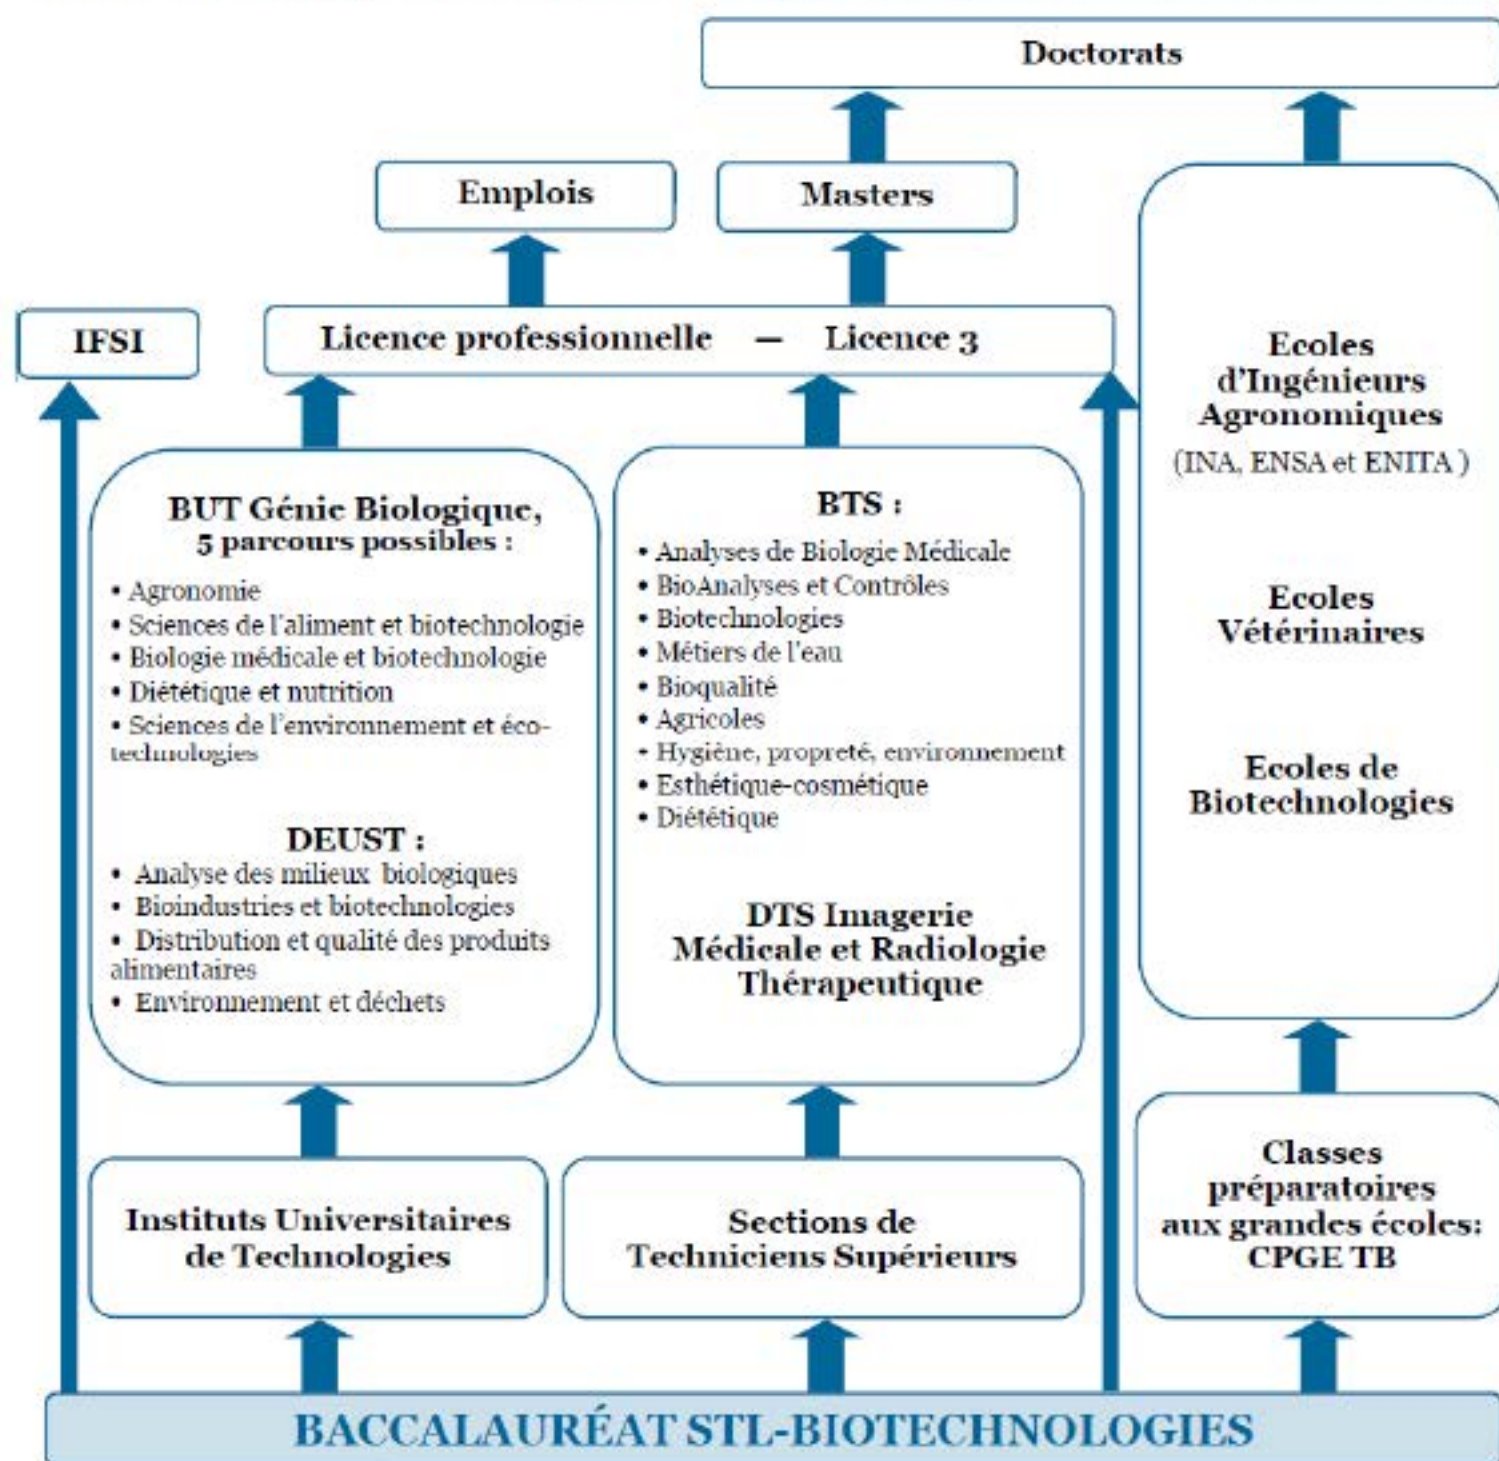 Doctorats
Emplois
Masters
IFSI
Licence professionnelle — Licence 3
Ecoles
d'Ingénieurs
Agronomiques
(INA, ENSA et ENITA )
Ecoles
Vétérinaires
Ecoles de
Biotechnologies
BUT Génie Biologique,
5 parcours possibles :
• Agronomie
• Sciences de l'aliment et biotechnologie
• Biologie médicale et biotechnologie
• Diététique et nutrition
• Sciences de l'environnement et éco-
technologies
DEUST :
• Analyse des milieux biologiques
• Bioindustries et biotechnologies
• Distribution et qualité des produits
alimentaires
• Environnement et déchets
BTS :
• Analyses de Biologie Médicale
• BioAnalyses et Contrôles
• Biotechnologies
• Métiers de l'eau
• Bioqualité
• Agricoles
• Hygiène, propreté, environnement
• Esthétique-cosmétique
• Diététique
DTS Imagerie
Médicale et Radiologie
Thérapeutique
Instituts Universitaires
de Technologies
Sections de
Techniciens Supérieurs
Classes
préparatoires
aux grandes écoles:
CPGE TB
BACCALAURÉAT STL-BIOTECHNOLOGIES